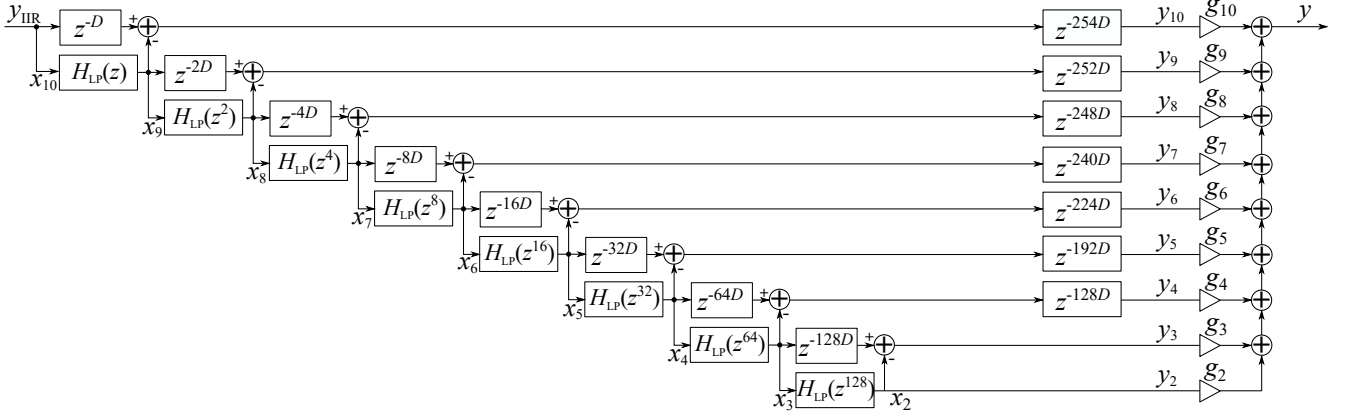 y_IIR z^-D + z^-254D y_10 g_10 y
-
x_10 H_LP(z) z^-2D + z^-252D y_9 g_9
-
x_9 H_LP(z^2) z^-4D + z^-248D y_8 g_8
-
x_8 H_LP(z^4) z^-8D + z^-240D y_7 g_7
-
x_7 H_LP(z^8) z^-16D + z^-224D y_6 g_6
-
x_6 H_LP(z^16) z^-32D + z^-192D y_5 g_5
-
x_5 H_LP(z^32) z^-64D + z^-128D y_4 g_4
-
x_4 H_LP(z^64) z^-128D + y_3 g_3
-
x_3 H_LP(z^128) x_2 y_2 g_2